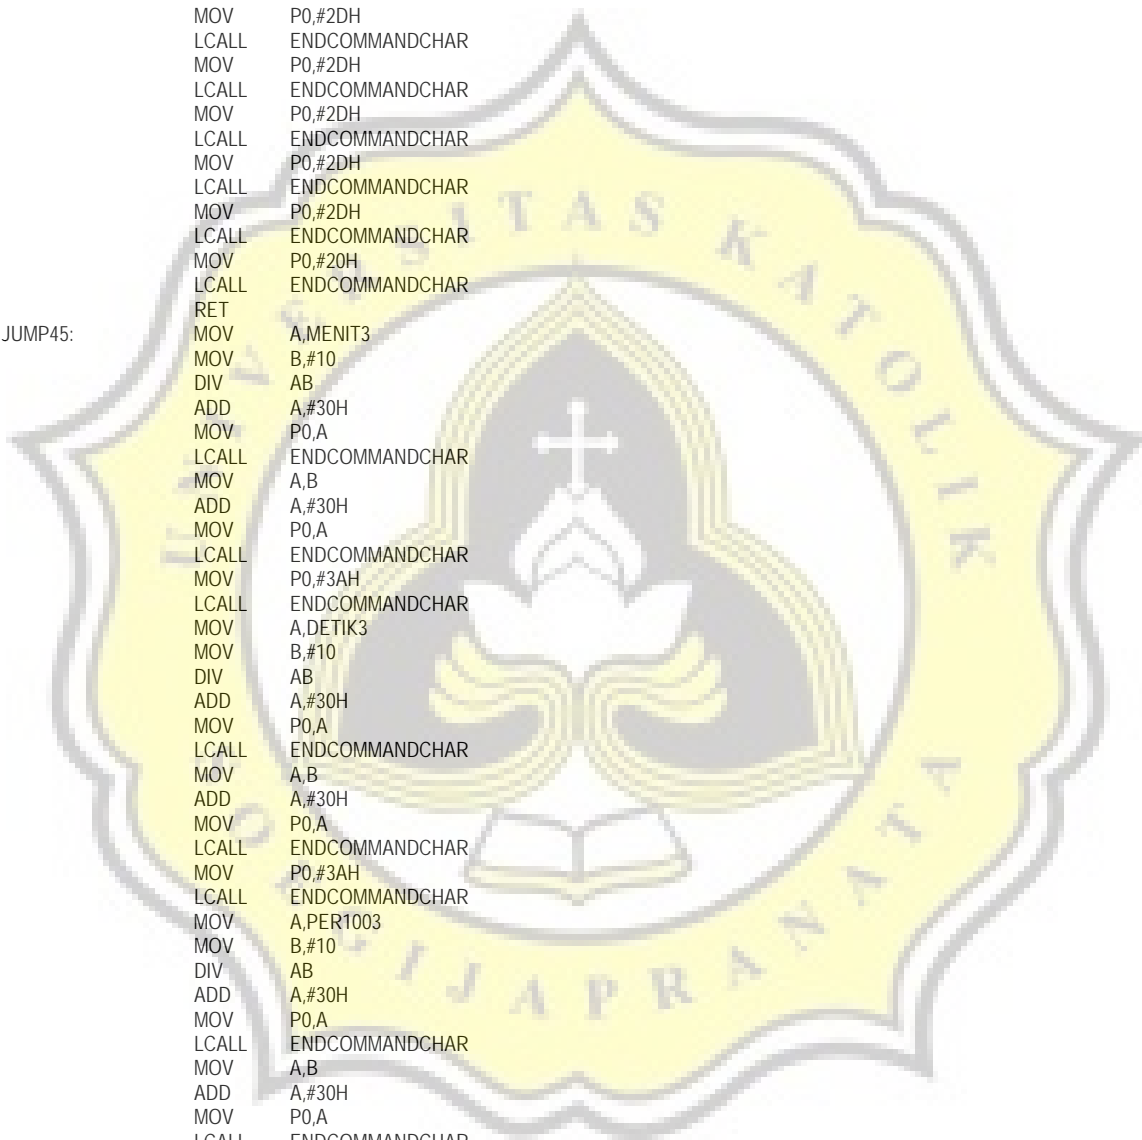 MOV P0,#2DH
LCALL ENDCOMMANDCHAR
MOV P0,#2DH
LCALL ENDCOMMANDCHAR
MOV P0,#2DH
LCALL ENDCOMMANDCHAR
MOV P0,#2DH
LCALL ENDCOMMANDCHAR
MOV P0,#2DH
LCALL ENDCOMMANDCHAR
MOV P0,#20H
LCALL ENDCOMMANDCHAR
RET
JUMP45: MOV A,MENIT3
MOV B,#10
DIV AB
ADD A,#30H
MOV P0,A
LCALL ENDCOMMANDCHAR
MOV A,B
ADD A,#30H
MOV P0,A
LCALL ENDCOMMANDCHAR
MOV P0,#3AH
LCALL ENDCOMMANDCHAR
MOV A,DETIK3
MOV B,#10
DIV AB
ADD A,#30H
MOV P0,A
LCALL ENDCOMMANDCHAR
MOV A,B
ADD A,#30H
MOV P0,A
LCALL ENDCOMMANDCHAR
MOV P0,#3AH
LCALL ENDCOMMANDCHAR
MOV A,PER1003
MOV B,#10
DIV AB
ADD A,#30H
MOV P0,A
LCALL ENDCOMMANDCHAR
MOV A,B
ADD A,#30H
MOV P0,A
LCALL ENDCOMMANDCHAR
UNIVERSITAS KATOLIK
SOEGIJAPRANATA